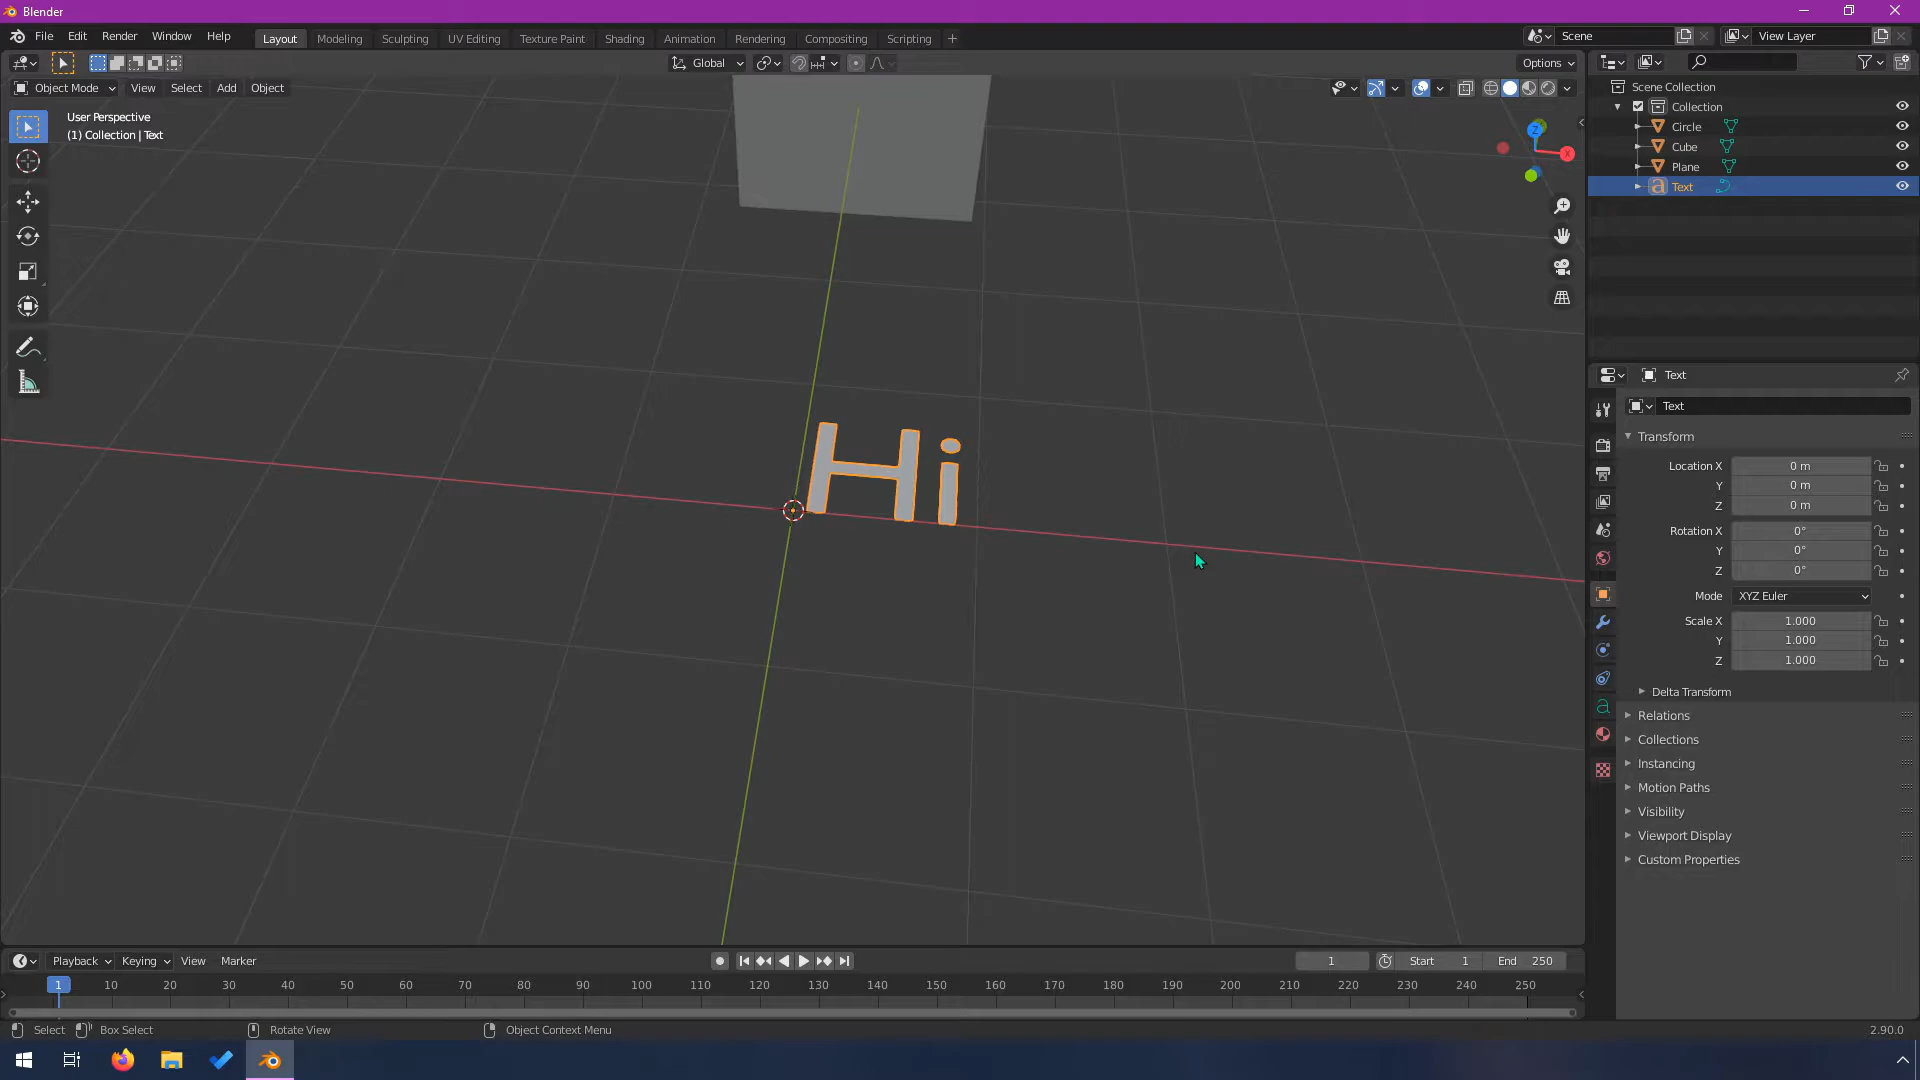 Blender
File Edit Render Window Help Layout Modeling Sculpting UV Editing Texture Paint Shading Animation Rendering Compositing Scripting + Scene View Layer
Global Options
Object Mode View Select Add Object
User Perspective
(1) Collection | Text
Z
X
Hi
Scene Collection
Collection
Circle
Cube
Plane
Text
Text
Text
Transform
Location X 0 m
Y 0 m
Z 0 m
Rotation X 0°
Y 0°
Z 0°
Mode XYZ Euler
Scale X 1.000
Y 1.000
Z 1.000
Delta Transform
Relations
Collections
Instancing
Motion Paths
Visibility
Viewport Display
Custom Properties
Playback Keying View Marker 1 Start 1 End 250
1 10 20 30 40 50 60 70 80 90 100 110 120 130 140 150 160 170 180 190 200 210 220 230 240 250
Select Box Select Rotate View Object Context Menu 2.90.0